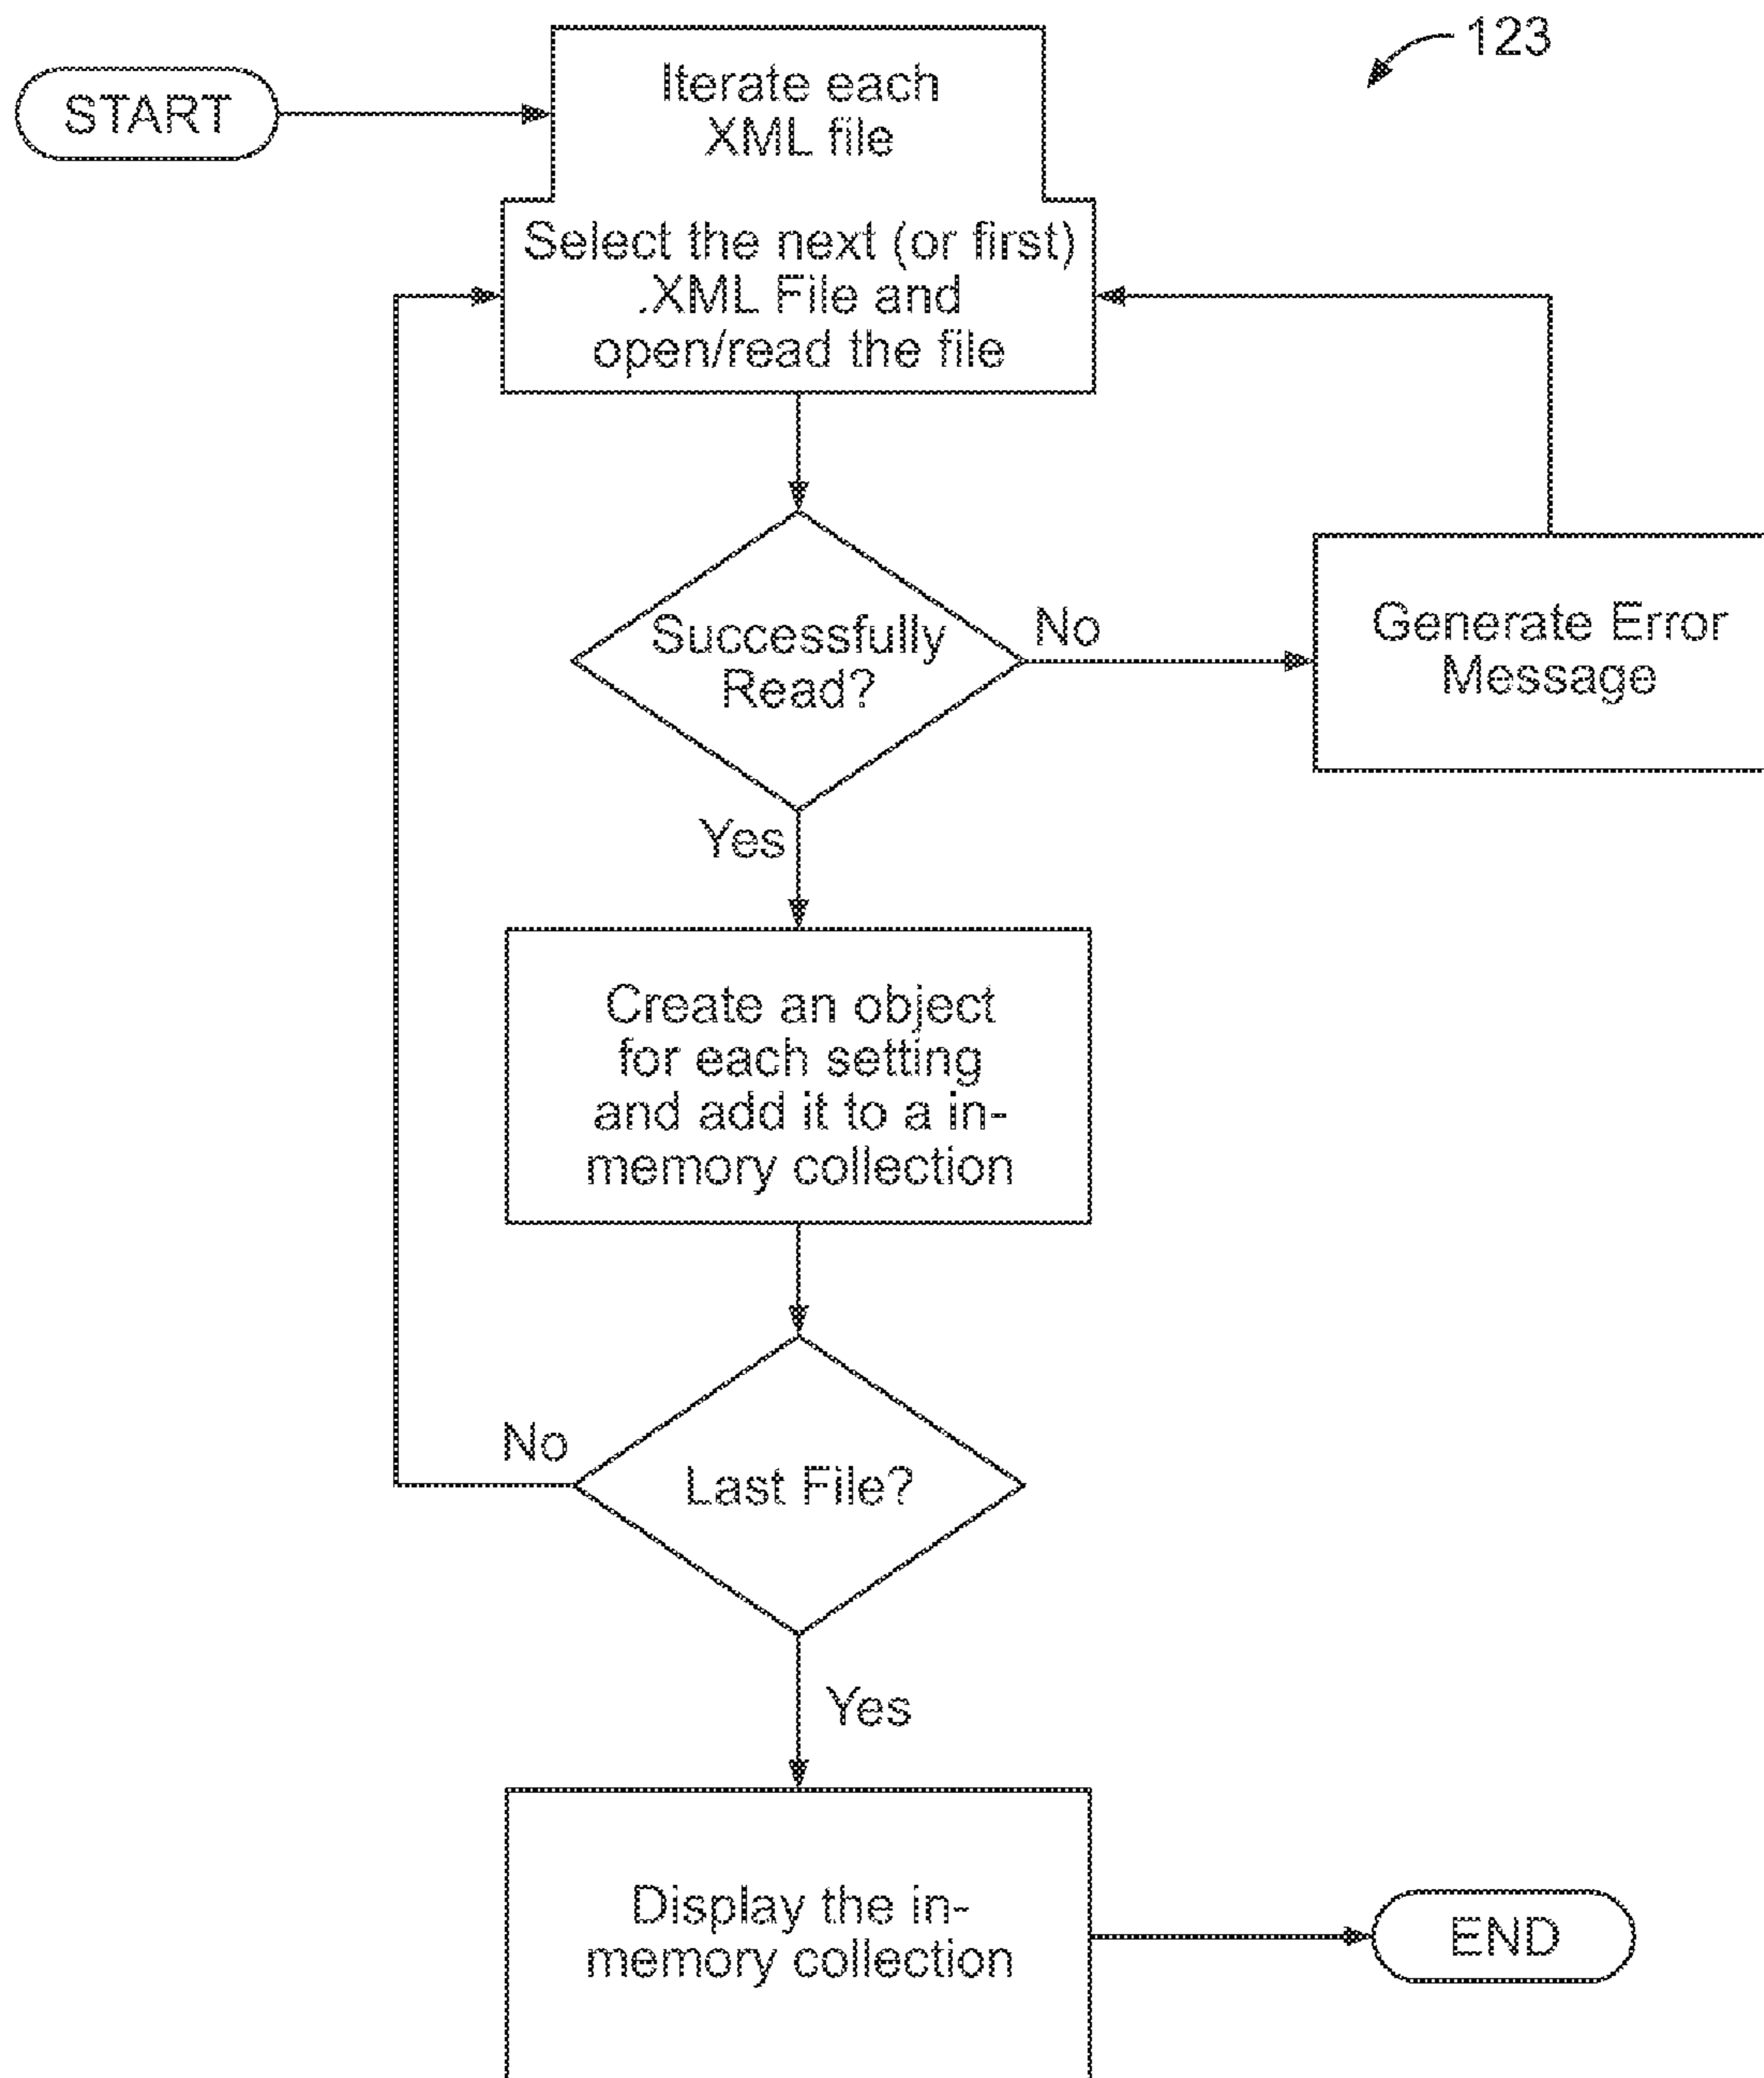 123
START
Iterate each
XML file
Select the next (or first)
.XML File and
open/read the file
Successfully
Read?
No
Generate Error
Message
Yes
Create an object
for each setting
and add it to a in-
memory collection
No
Last File?
Yes
Display the in-
memory collection
END